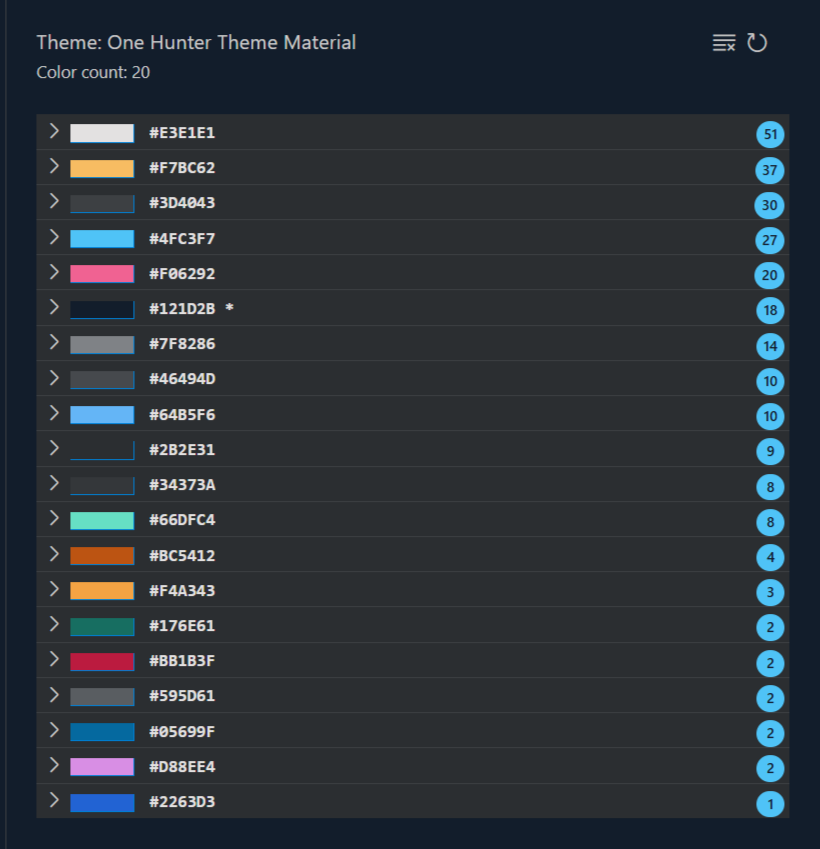 Theme: One Hunter Theme Material
Color count: 20
#E3E1E1 51
#F7BC62 37
#3D4043 30
#4FC3F7 27
#F06292 20
#121D2B * 18
#7F8286 14
#46494D 10
#64B5F6 10
#2B2E31 9
#34373A 8
#66DFC4 8
#BC5412 4
#F4A343 3
#176E61 2
#BB1B3F 2
#595D61 2
#05699F 2
#D88EE4 2
#2263D3 1